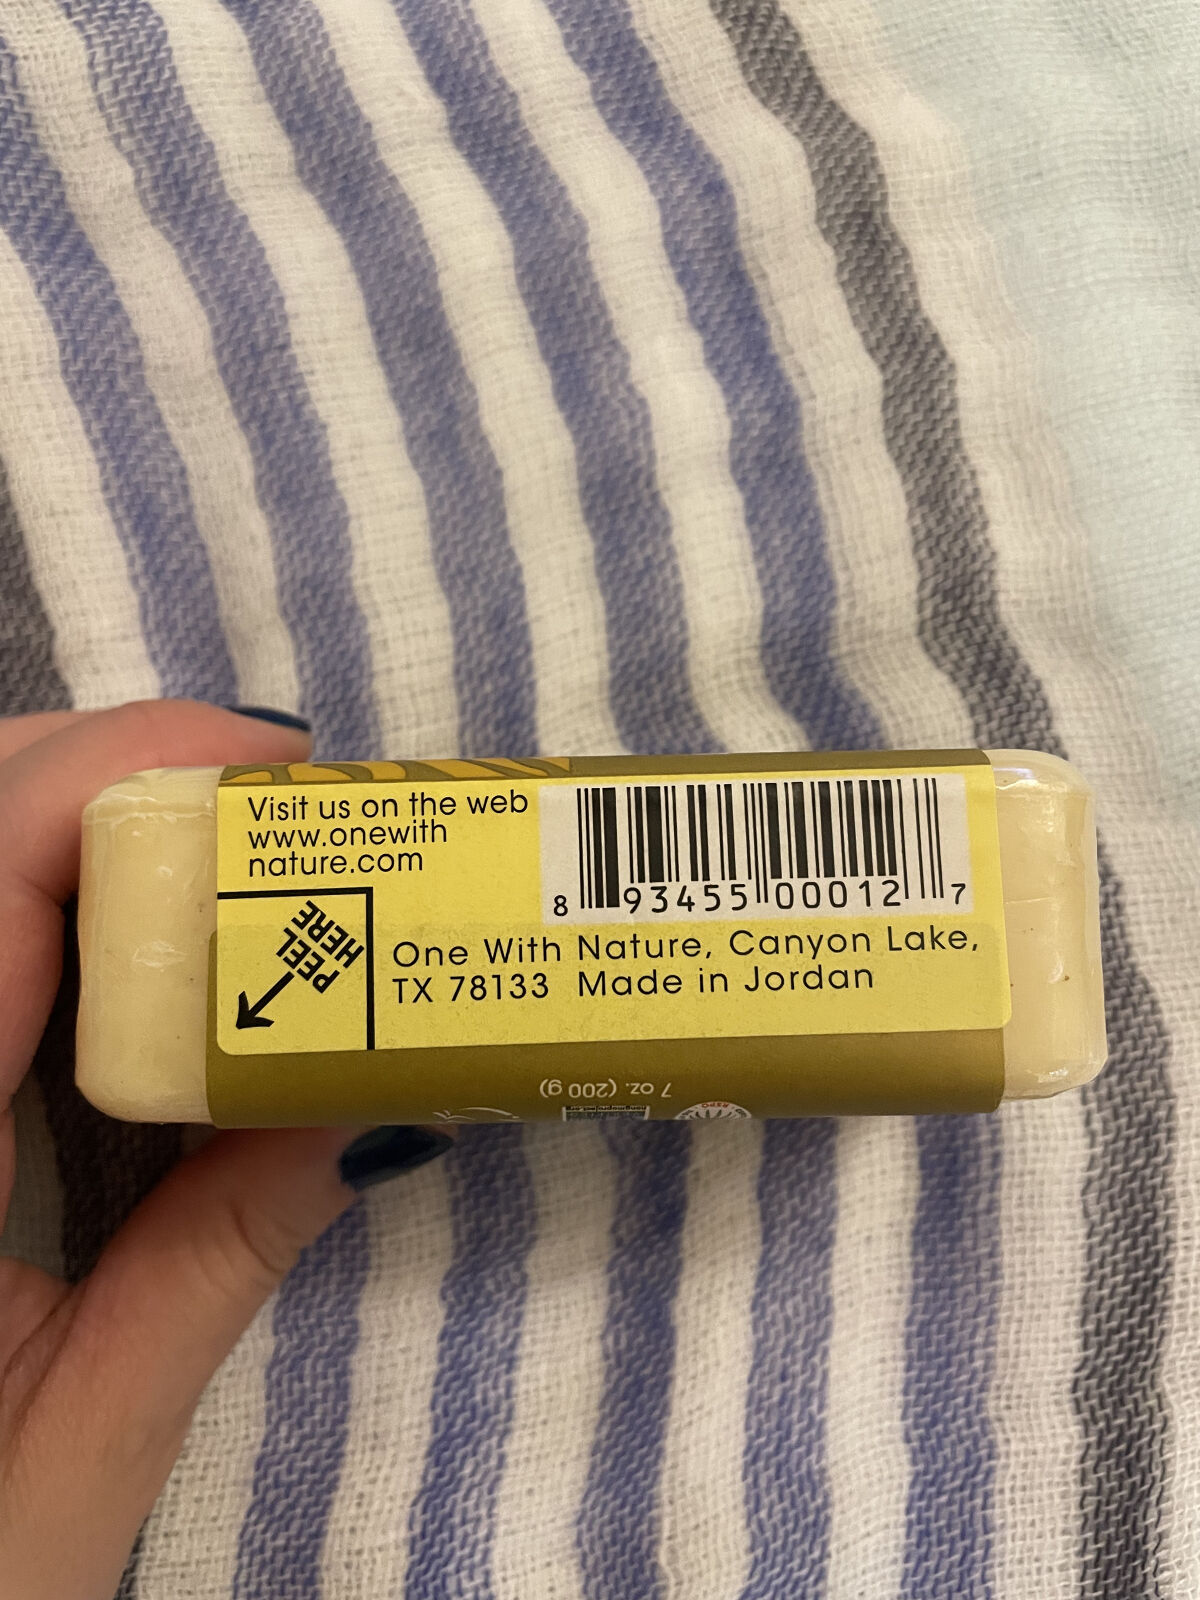 Visit us on the web
www.onewith
nature.com
8 93455 00012 7
PEEL
HERE
One With Nature, Canyon Lake,
TX 78133 Made in Jordan
7 oz. (200 g)
RSPO